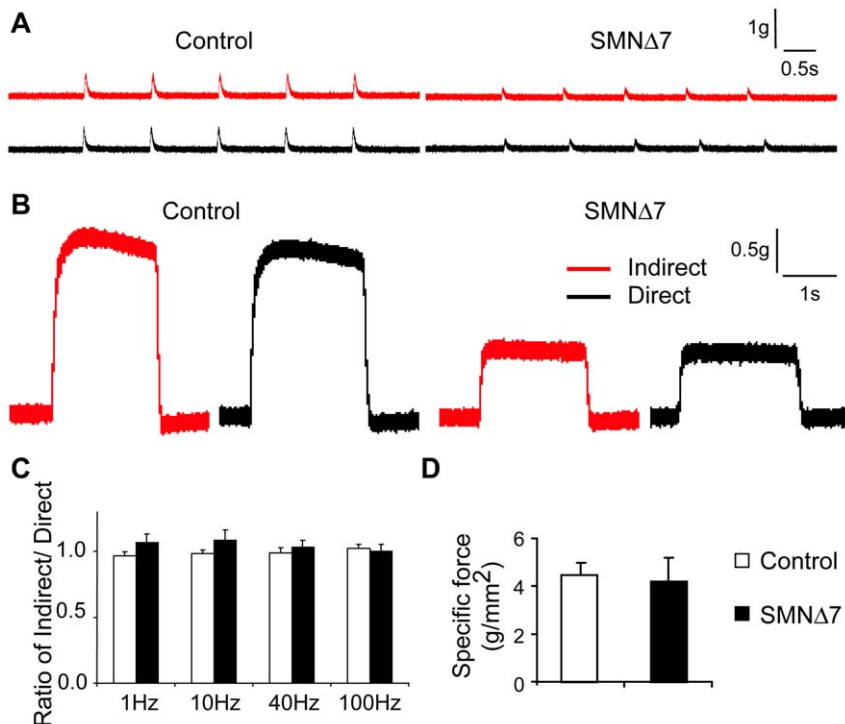 A
Control
SMNΔ7
1g
0.5s
B
Control
SMNΔ7
0.5g
1s
Indirect
Direct
C
Ratio of Indirect/ Direct
1.0
0.5
0.0
1Hz 10Hz 40Hz 100Hz
D
Specific force
(g/mm²)
6
4
2
0
Control
SMNΔ7